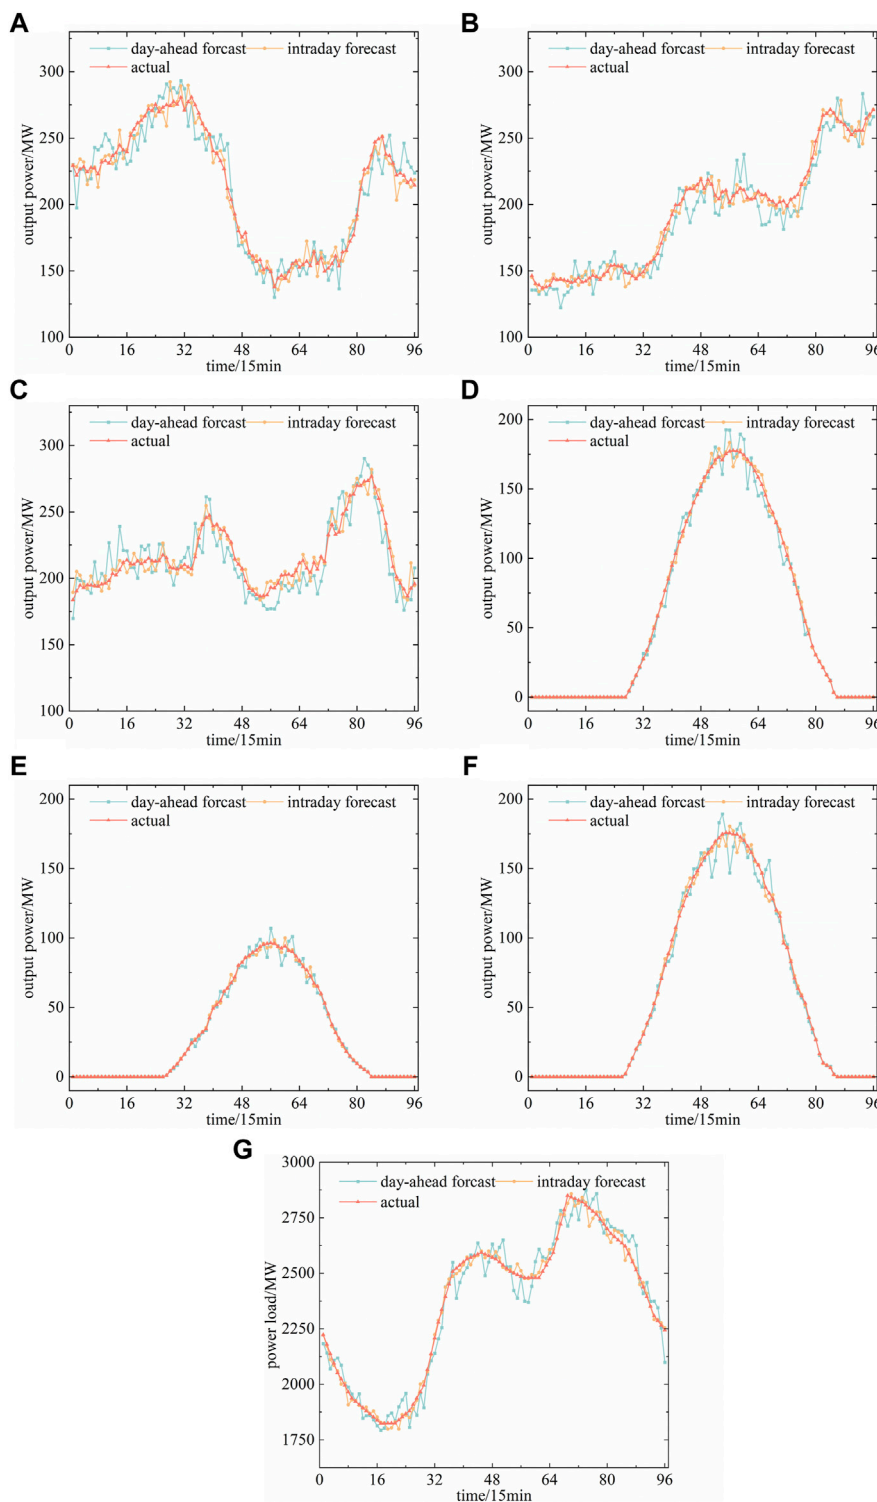 A
day-ahead forcast intraday forecast
actual
output power/MW
300
250
200
150
100
0 16 32 48 64 80 96
time/15min
B
day-ahead forcast intraday forecast
actual
output power/MW
300
250
200
150
100
0 16 32 48 64 80 96
time/15min
C
day-ahead forcast intraday forecast
actual
output power/MW
300
250
200
150
100
0 16 32 48 64 80 96
time/15min
D
day-ahead forcast intraday forecast
actual
output power/MW
200
150
100
50
0
0 16 32 48 64 80 96
time/15min
E
day-ahead forcast intraday forecast
actual
output power/MW
200
150
100
50
0
0 16 32 48 64 80 96
time/15min
F
day-ahead forcast intraday forecast
actual
output power/MW
200
150
100
50
0
0 16 32 48 64 80 96
time/15min
G
day-ahead forcast intraday forecast
actual
power load/MW
3000
2750
2500
2250
2000
1750
0 16 32 48 64 80 96
time/15min